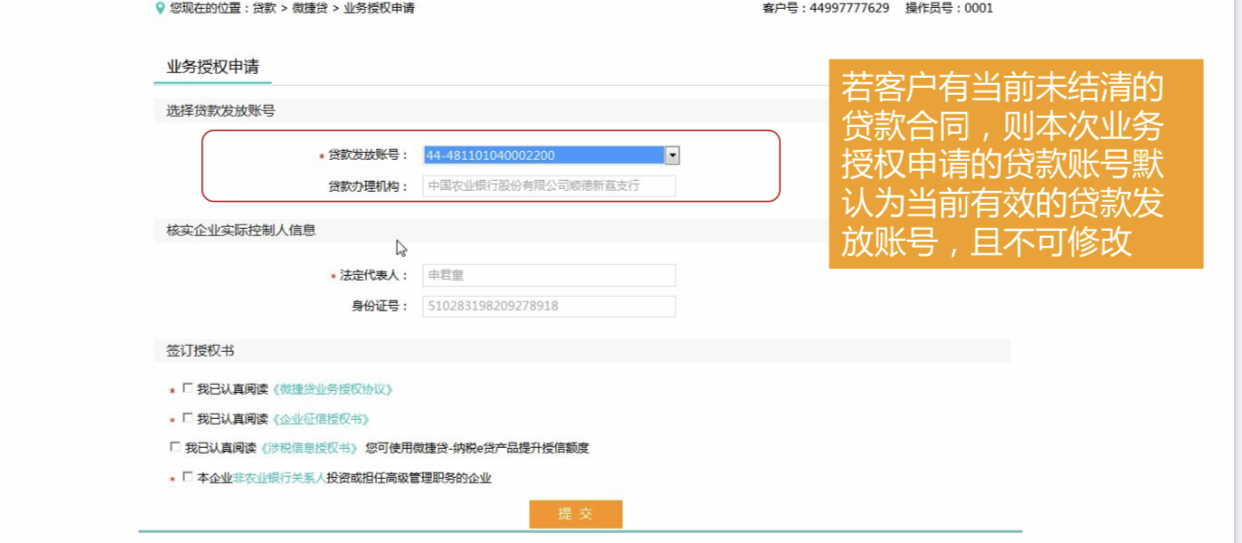 您现在的位置：贷款 > 微捷贷 > 业务授权申请 客户号：44997777629 操作员号：0001
业务授权申请
选择贷款发放账号
* 贷款发放账号： 44-481101040002200
贷款办理机构： 中国农业银行股份有限公司顺德新荔支行
核实企业实际控制人信息
* 法定代表人： 申君童
身份证号： 510283198209278918
签订授权书
* 我已认真阅读《微捷贷业务授权协议》
* 我已认真阅读《企业征信授权书》
我已认真阅读《涉税信息授权书》 您可使用微捷贷-纳税e贷产品提升授信额度
* 本企业非农业银行关系人投资或担任高级管理职务的企业
提 交
若客户有当前未结清的
贷款合同，则本次业务
授权申请的贷款账号默
认为当前有效的贷款发
放账号，且不可修改